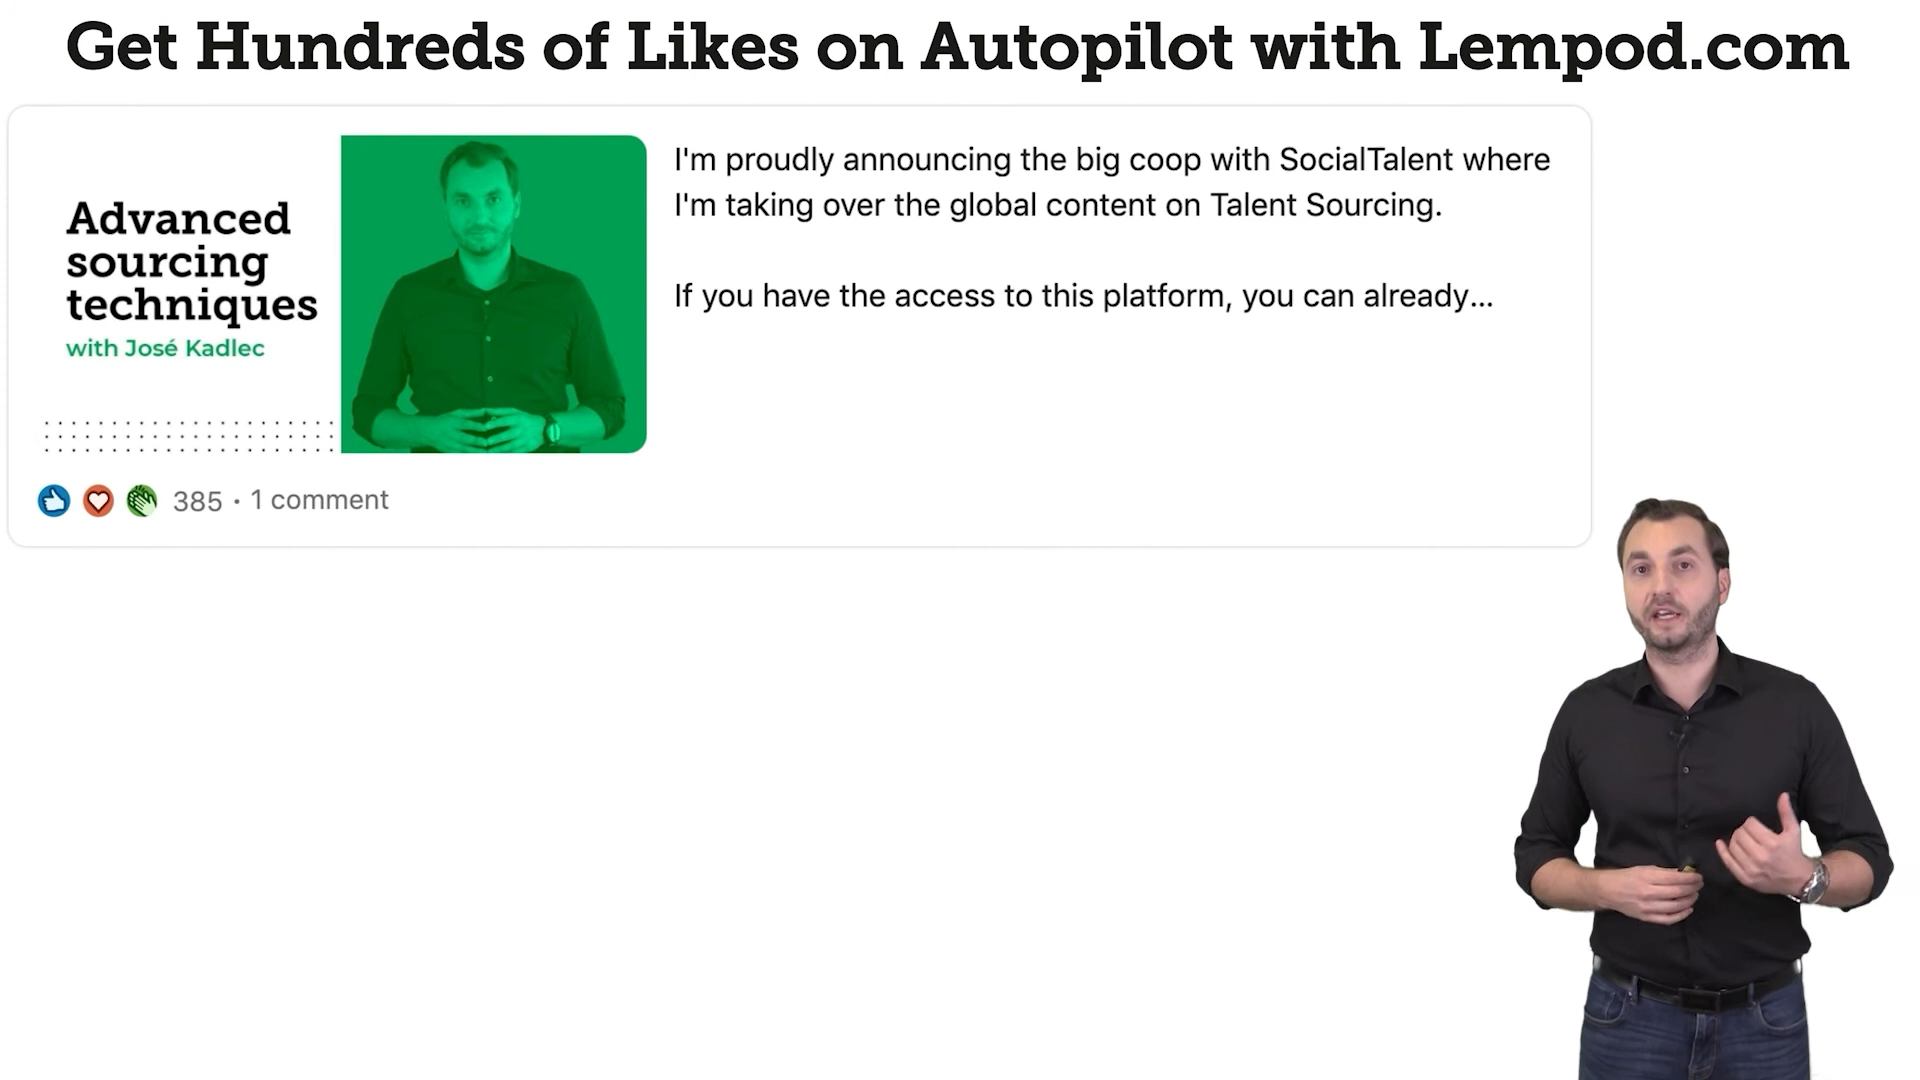 Get Hundreds of Likes on Autopilot with Lempod.com
Advanced
sourcing
techniques
with José Kadlec
I'm proudly announcing the big coop with SocialTalent where
I'm taking over the global content on Talent Sourcing.
If you have the access to this platform, you can already...
385 · 1 comment